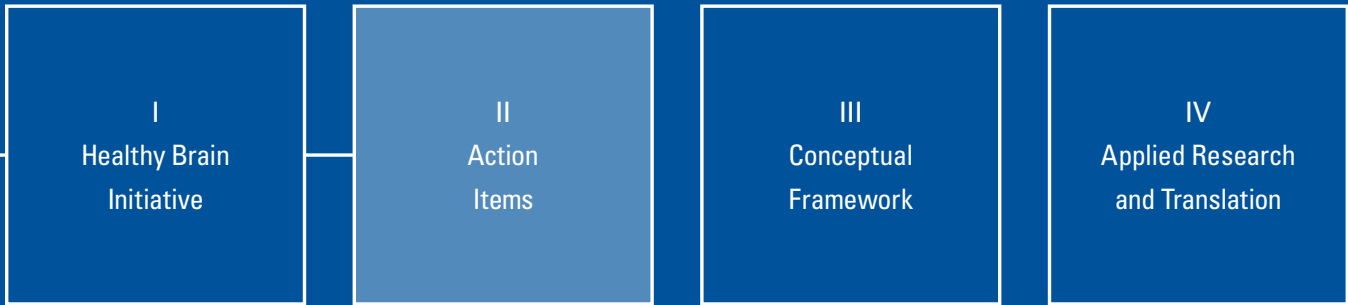 I
Healthy Brain
Initiative
II
Action
Items
III
Conceptual
Framework
IV
Applied Research
and Translation